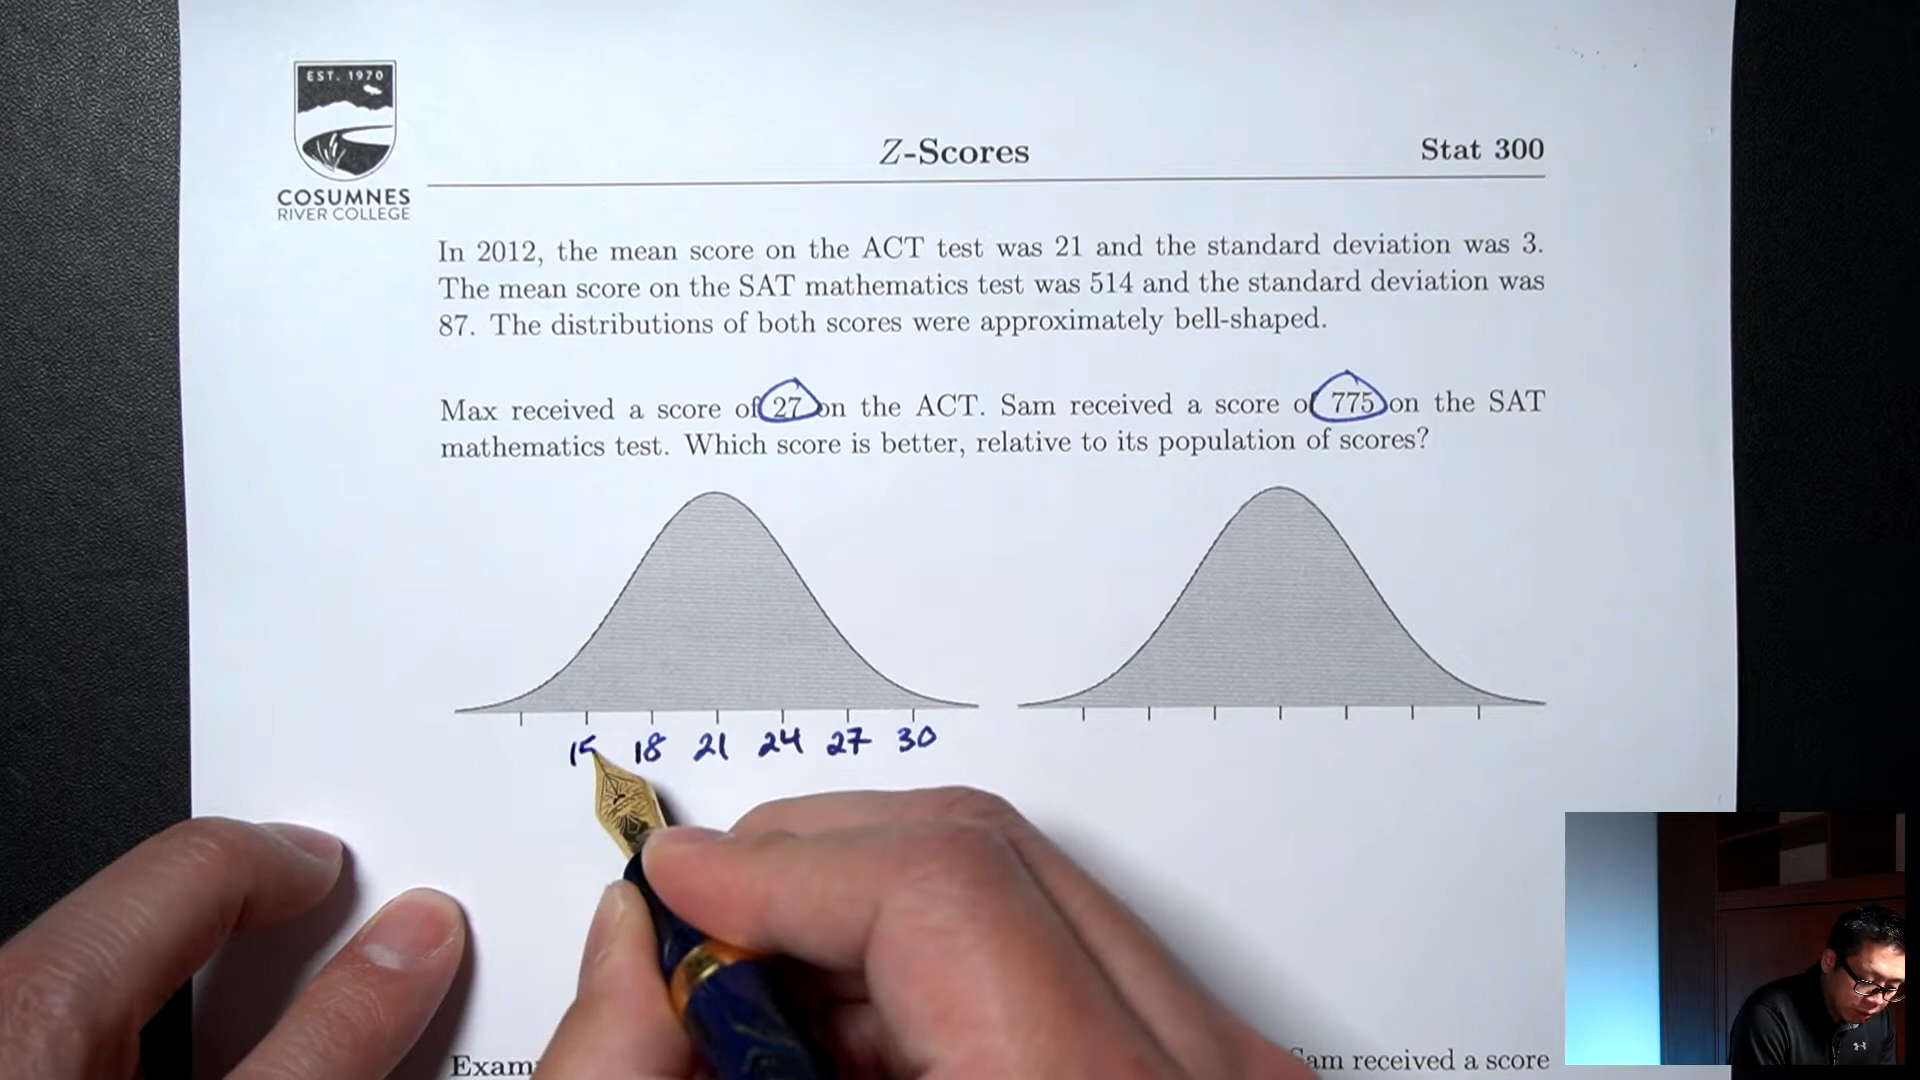 EST. 1970
COSUMNES
RIVER COLLEGE
Z-Scores
Stat 300
In 2012, the mean score on the ACT test was 21 and the standard deviation was 3.
The mean score on the SAT mathematics test was 514 and the standard deviation was
87. The distributions of both scores were approximately bell-shaped.
Max received a score of 27 on the ACT. Sam received a score of 775 on the SAT
mathematics test. Which score is better, relative to its population of scores?
15 18 21 24 27 30
Sam received a score